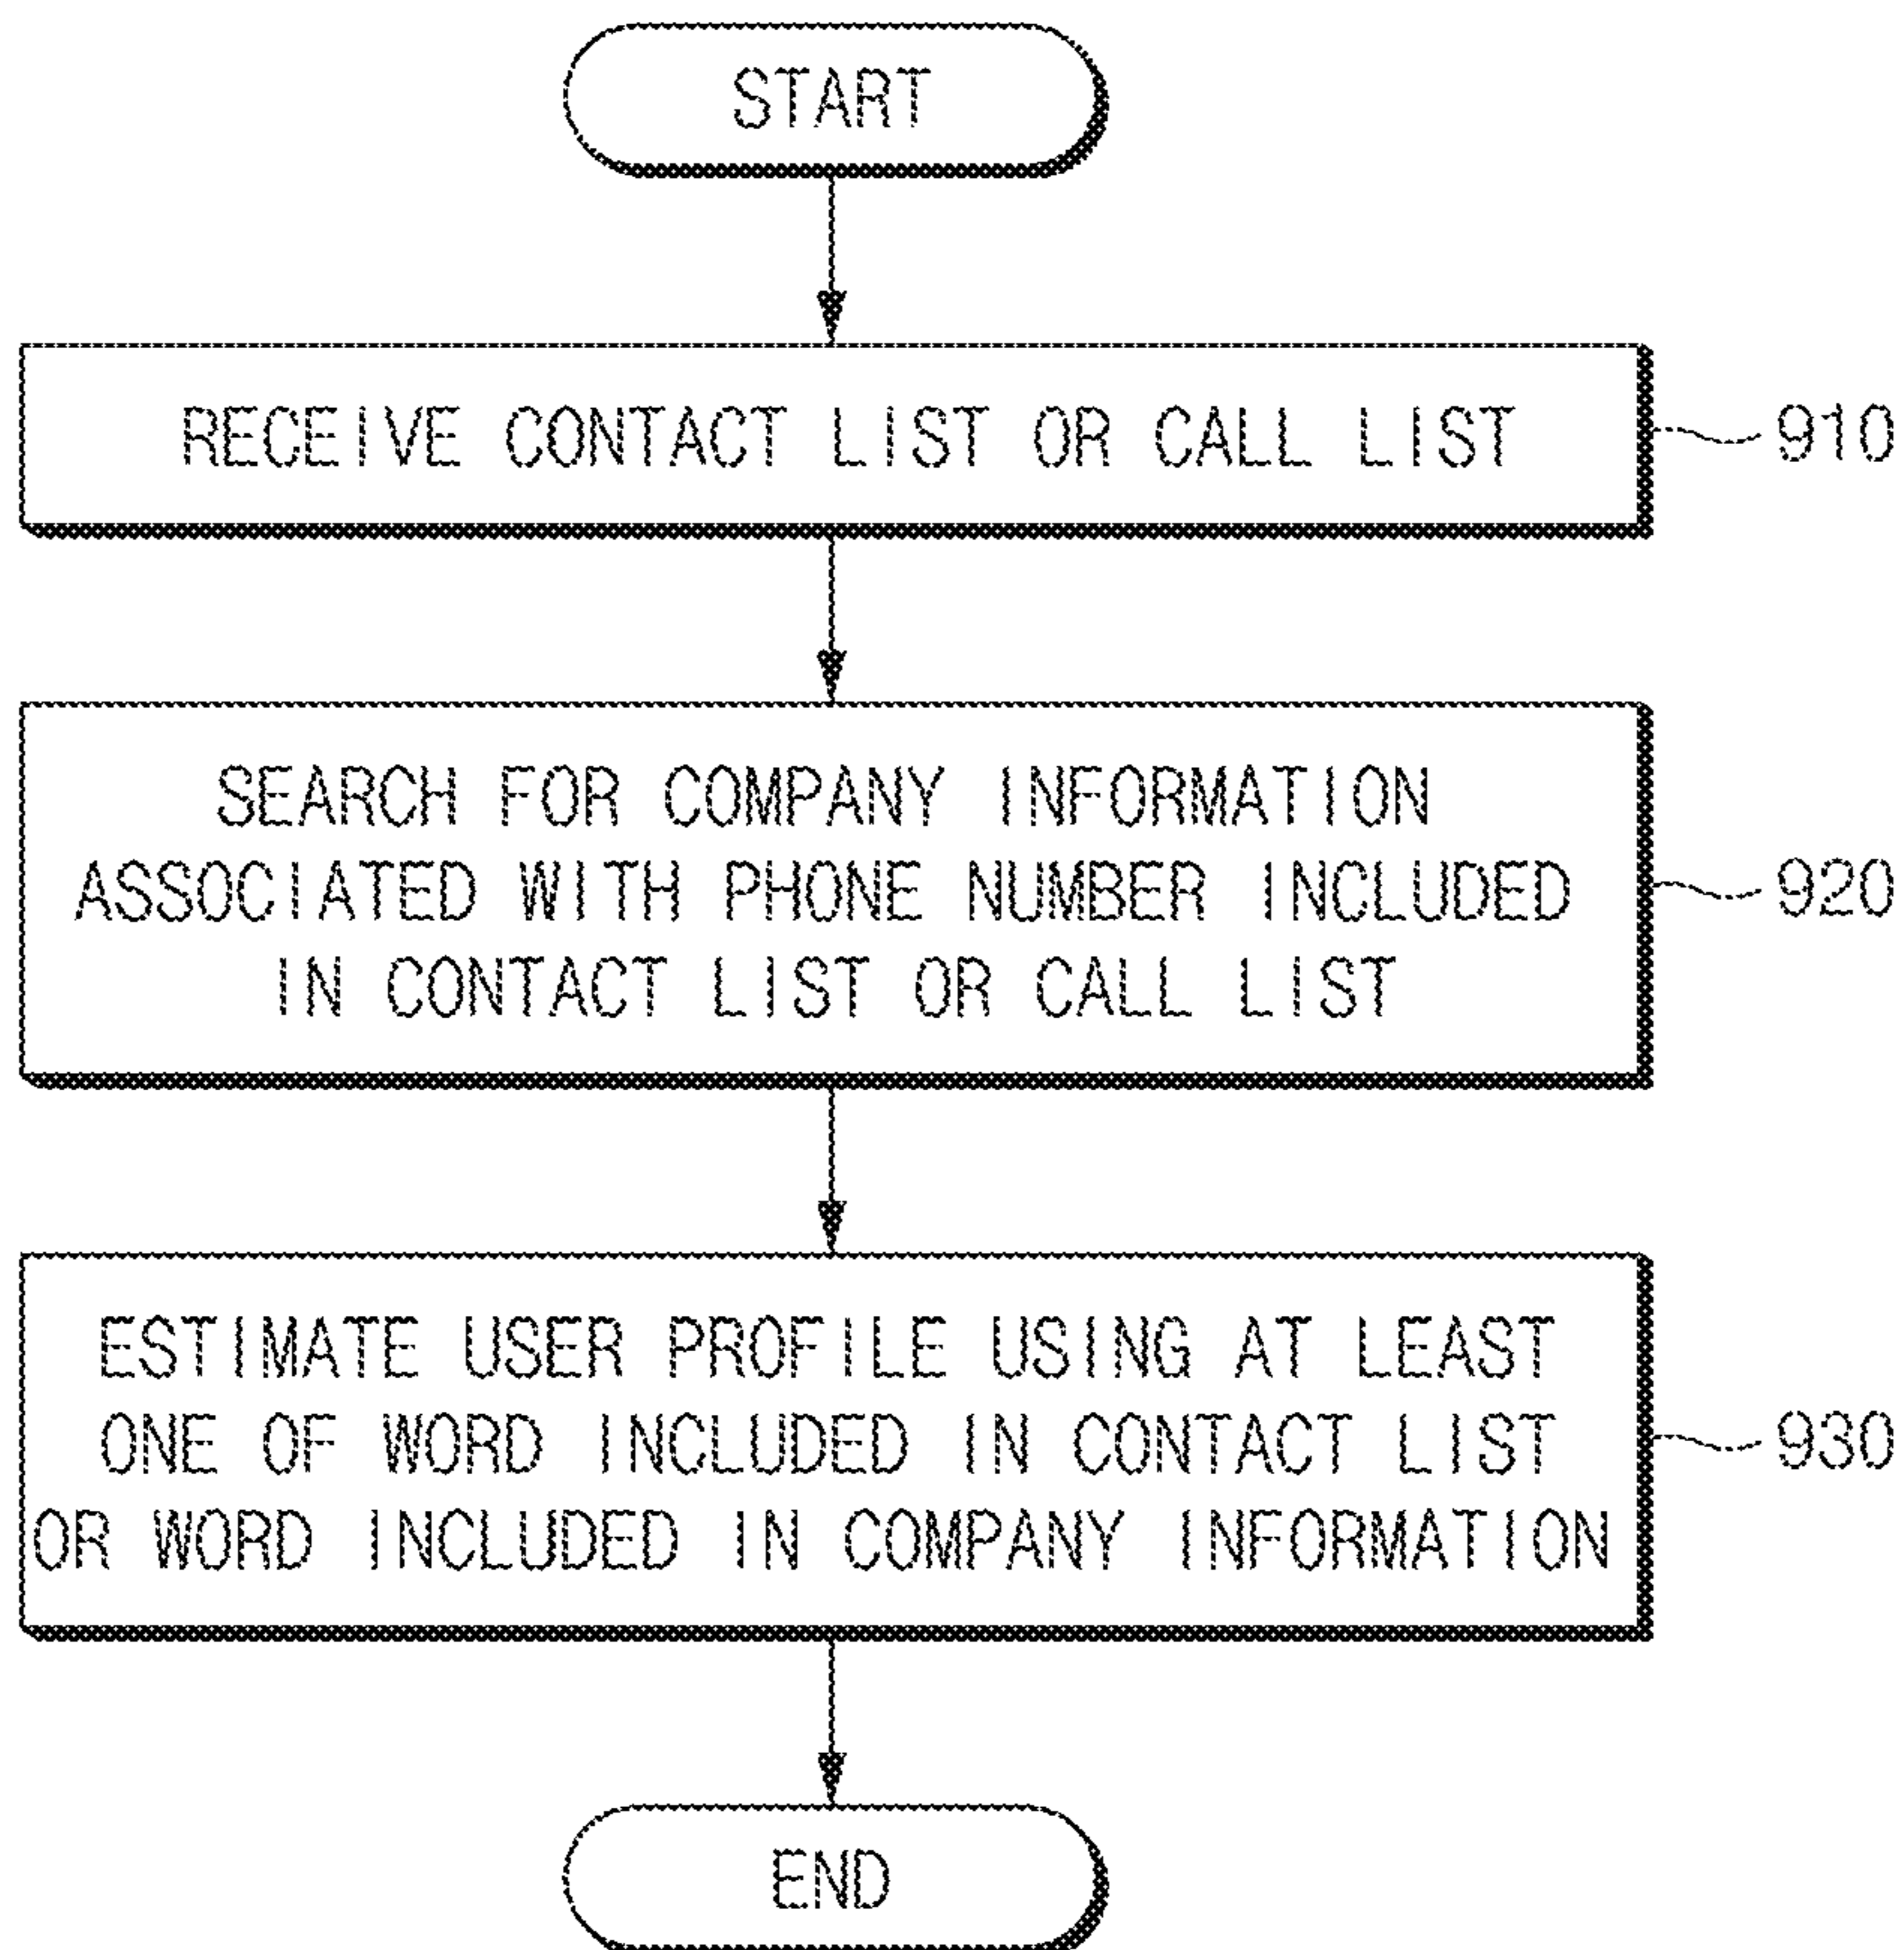 START
RECEIVE CONTACT LIST OR CALL LIST
910
SEARCH FOR COMPANY INFORMATION
ASSOCIATED WITH PHONE NUMBER INCLUDED
IN CONTACT LIST OR CALL LIST
920
ESTIMATE USER PROFILE USING AT LEAST
ONE OF WORD INCLUDED IN CONTACT LIST
OR WORD INCLUDED IN COMPANY INFORMATION
930
END